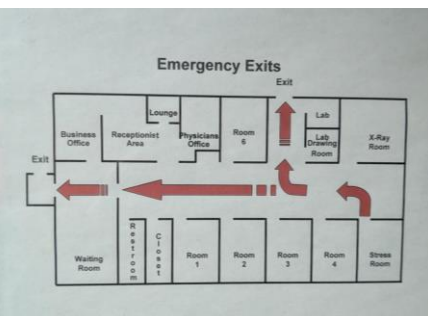 Emergency Exits
Exit
Lounge
Lab
Business
Office
Receptionist
Area
Physicians
Office
Room
6
Lab
Drawing
Room
X-Ray
Room
Exit
Waiting
Room
Restroom
Closet
Room
1
Room
2
Room
3
Room
4
Stress
Room